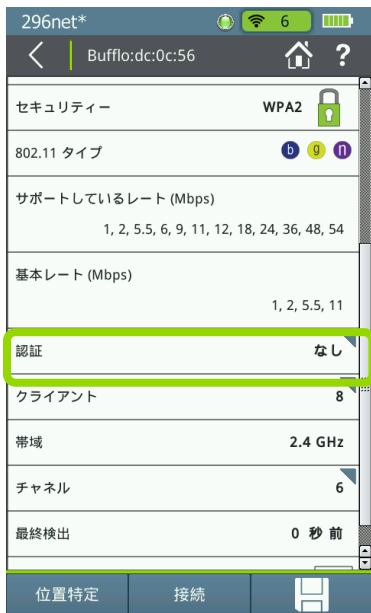 296net*
6
Bufflo:dc:0c:56
?
セキュリティー WPA2
802.11 タイプ b g n
サポートしているレート (Mbps)
1, 2, 5.5, 6, 9, 11, 12, 18, 24, 36, 48, 54
基本レート (Mbps)
1, 2, 5.5, 11
認証 なし
クライアント 8
帯域 2.4 GHz
チャネル 6
最終検出 0 秒 前
位置特定 接続